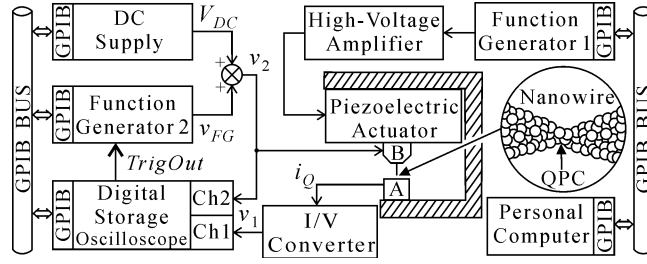 GPIB BUS
GPIB
DC
Supply
V_DC
+
+
v_2
GPIB
Function
Generator 2
v_FG
TrigOut
GPIB
Digital
Storage
Oscilloscope
Ch2
Ch1
v_1
i_Q
I/V
Converter
High-Voltage
Amplifier
Function
Generator 1
GPIB
Piezoelectric
Actuator
B
A
Nanowire
QPC
Personal
Computer
GPIB
GPIB BUS